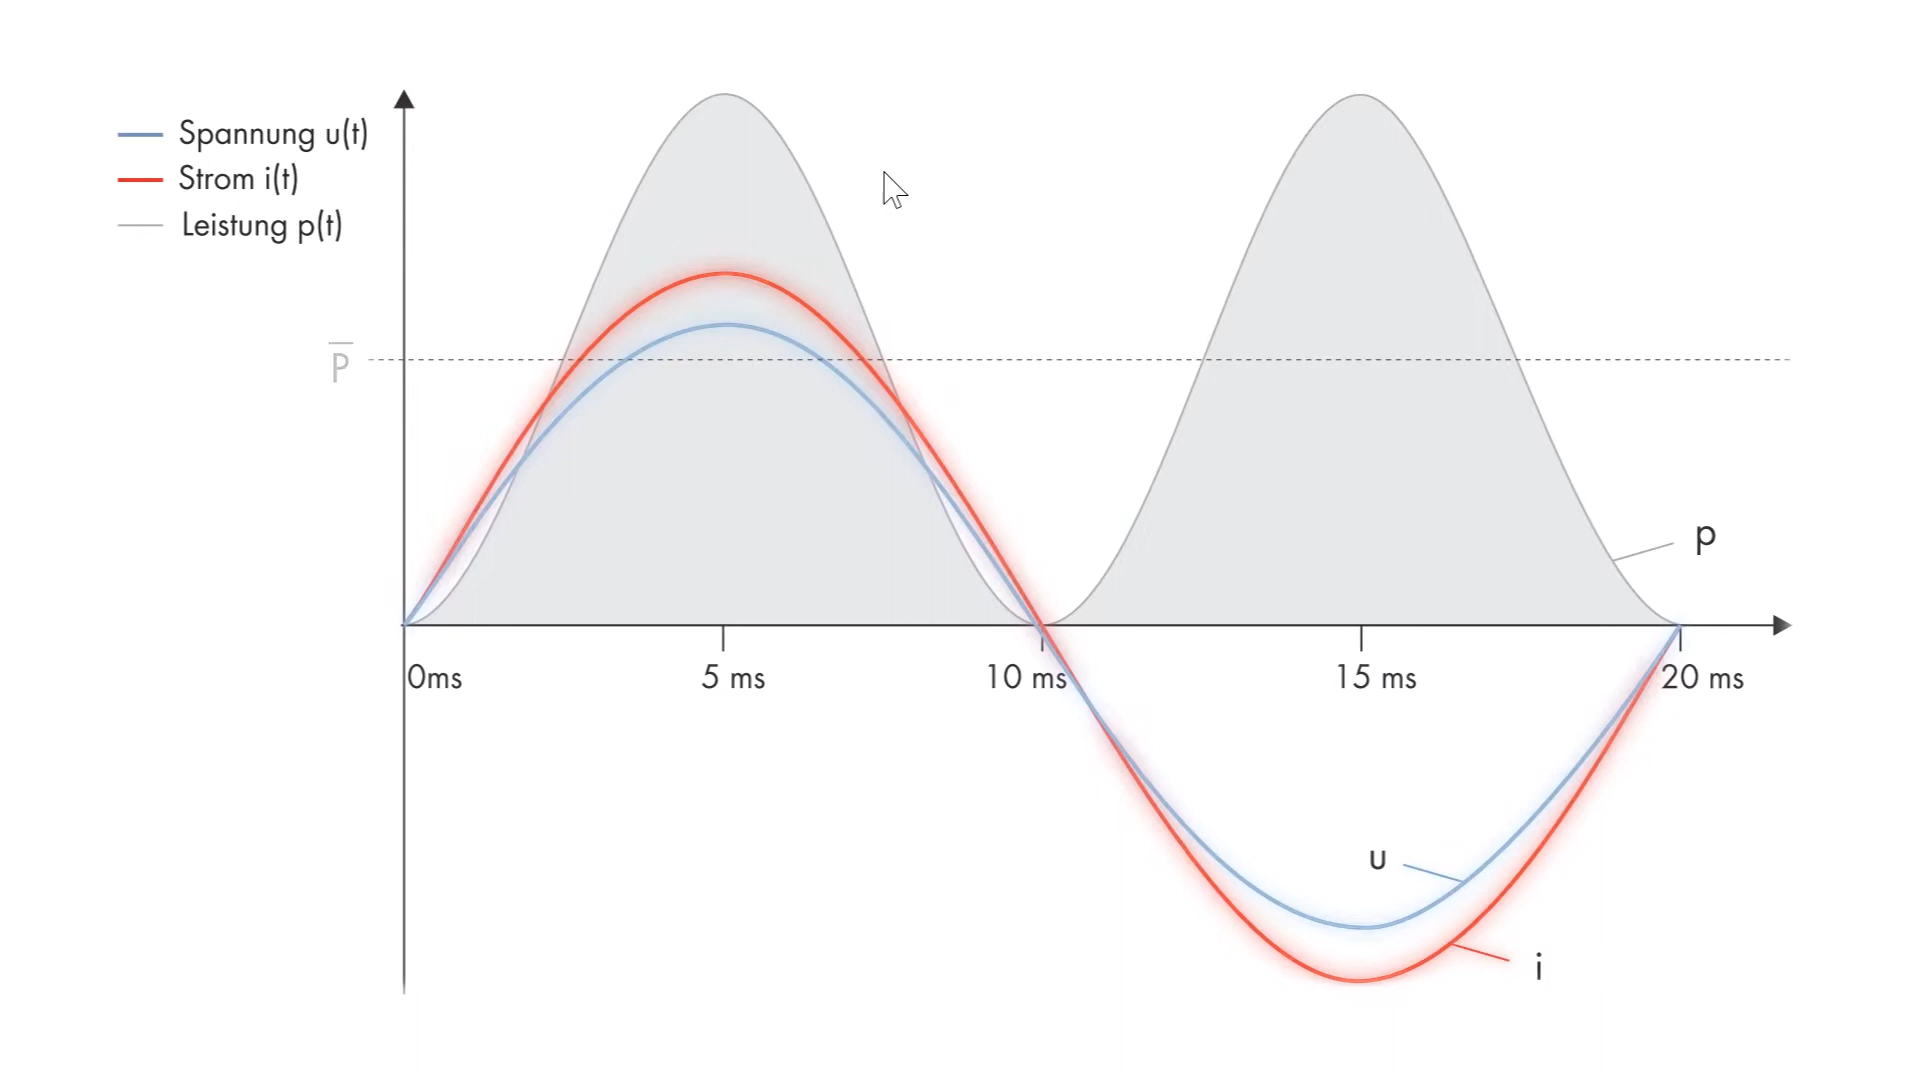 Spannung u(t)
Strom i(t)
Leistung p(t)
P̅
p
0ms
5 ms
10 ms
15 ms
20 ms
u
i